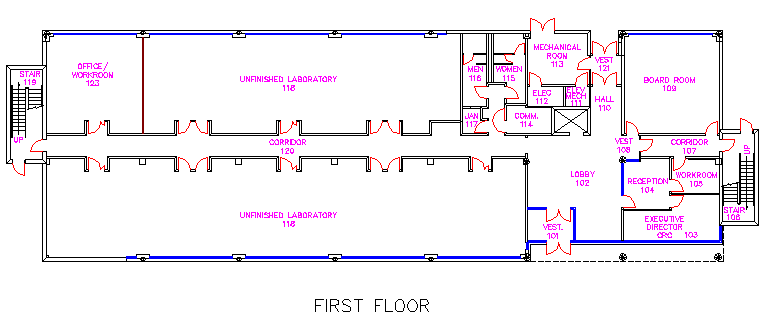 STAIR
119
OFFICE/
WORKROOM
123
UNFINISHED LABORATORY
118
MEN
116
WOMEN
115
MECHANICAL
ROOM
113
VEST
121
BOARD ROOM
109
ELEC
112
ELEV
MECH
111
HALL
110
JAN
117
COMM.
114
UP
CORRIDOR
120
VEST
108
CORRIDOR
107
UP
LOBBY
102
RECEPTION
104
WORKROOM
105
UNFINISHED LABORATORY
118
VEST.
101
EXECUTIVE
DIRECTOR
CRC 103
STAIR
106
FIRST FLOOR